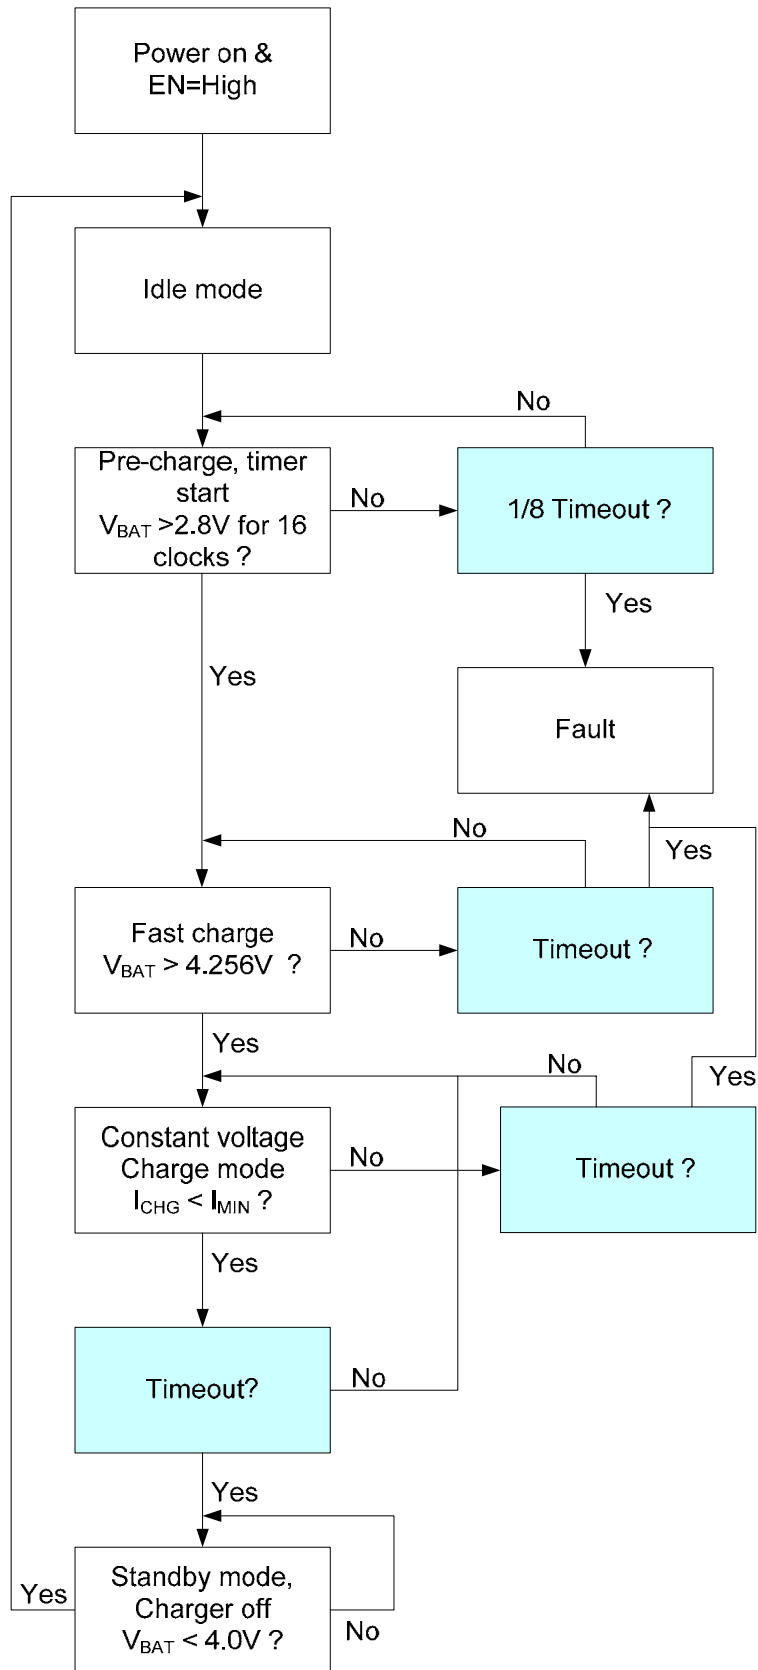 Power on &
EN=High
Idle mode
No
Pre-charge, timer
start
VBAT >2.8V for 16
clocks ?
No
1/8 Timeout ?
Yes
Yes
Fault
No
Yes
Fast charge
VBAT > 4.256V ?
No
Timeout ?
Yes
No
Yes
Constant voltage
Charge mode
ICHG < IMIN ?
No
Timeout ?
Yes
Timeout?
No
Yes
Standby mode,
Charger off
VBAT < 4.0V ?
Yes
No